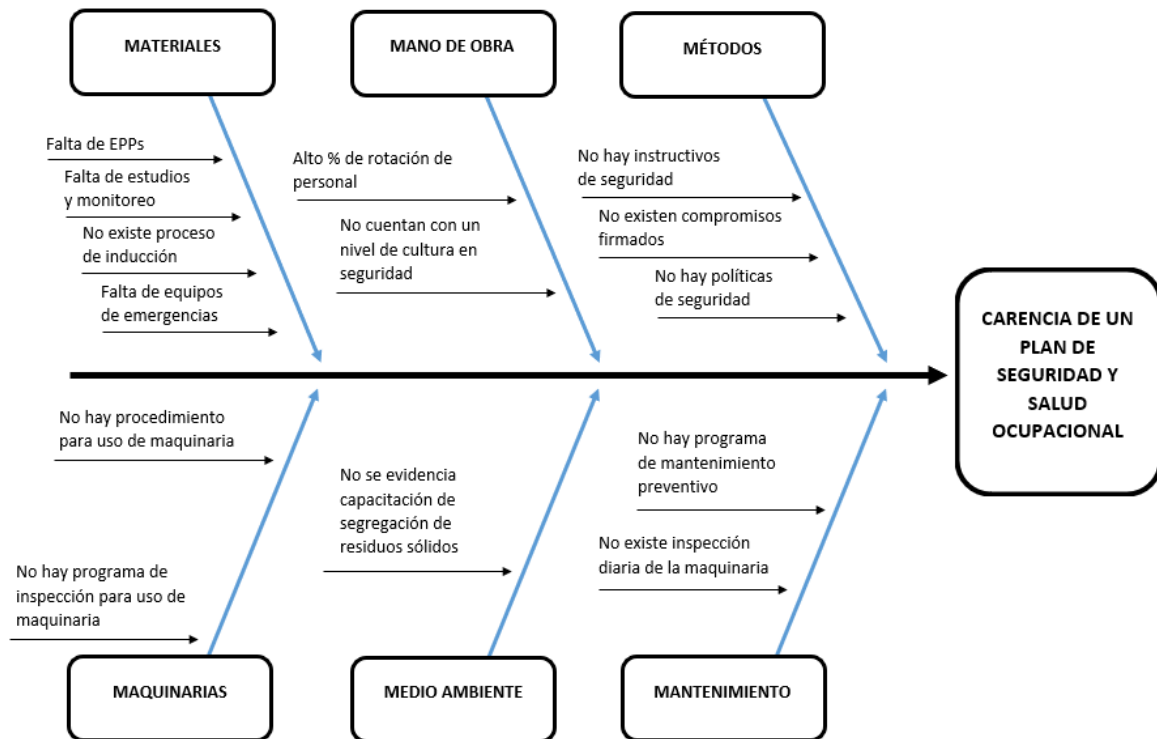 MATERIALES
MANO DE OBRA
MÉTODOS
Falta de EPPs
Falta de estudios
y monitoreo
No existe proceso
de inducción
Falta de equipos
de emergencias
Alto % de rotación de
personal
No cuentan con un
nivel de cultura en
seguridad
No hay instructivos
de seguridad
No existen compromisos
firmados
No hay políticas
de seguridad
CARENCIA DE UN
PLAN DE
SEGURIDAD Y
SALUD
OCUPACIONAL
No hay procedimiento
para uso de maquinaria
No hay programa de
inspección para uso de
maquinaria
No se evidencia
capacitación de
segregación de
residuos sólidos
No hay programa
de mantenimiento
preventivo
No existe inspección
diaria de la maquinaria
MAQUINARIAS
MEDIO AMBIENTE
MANTENIMIENTO